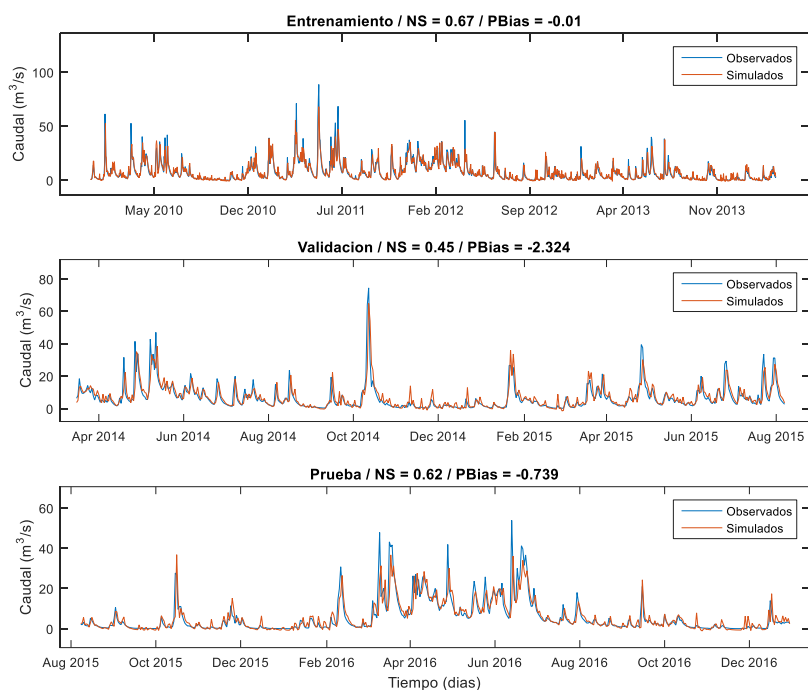 Entrenamiento / NS = 0.67 / PBias = -0.01
Caudal (m³/s)
100
50
0
Observados
Simulados
May 2010 Dec 2010 Jul 2011 Feb 2012 Sep 2012 Apr 2013 Nov 2013
Validacion / NS = 0.45 / PBias = -2.324
Caudal (m³/s)
80
60
40
20
0
Observados
Simulados
Apr 2014 Jun 2014 Aug 2014 Oct 2014 Dec 2014 Feb 2015 Apr 2015 Jun 2015 Aug 2015
Prueba / NS = 0.62 / PBias = -0.739
Caudal (m³/s)
60
40
20
0
Observados
Simulados
Aug 2015 Oct 2015 Dec 2015 Feb 2016 Apr 2016 Jun 2016 Aug 2016 Oct 2016 Dec 2016
Tiempo (dias)